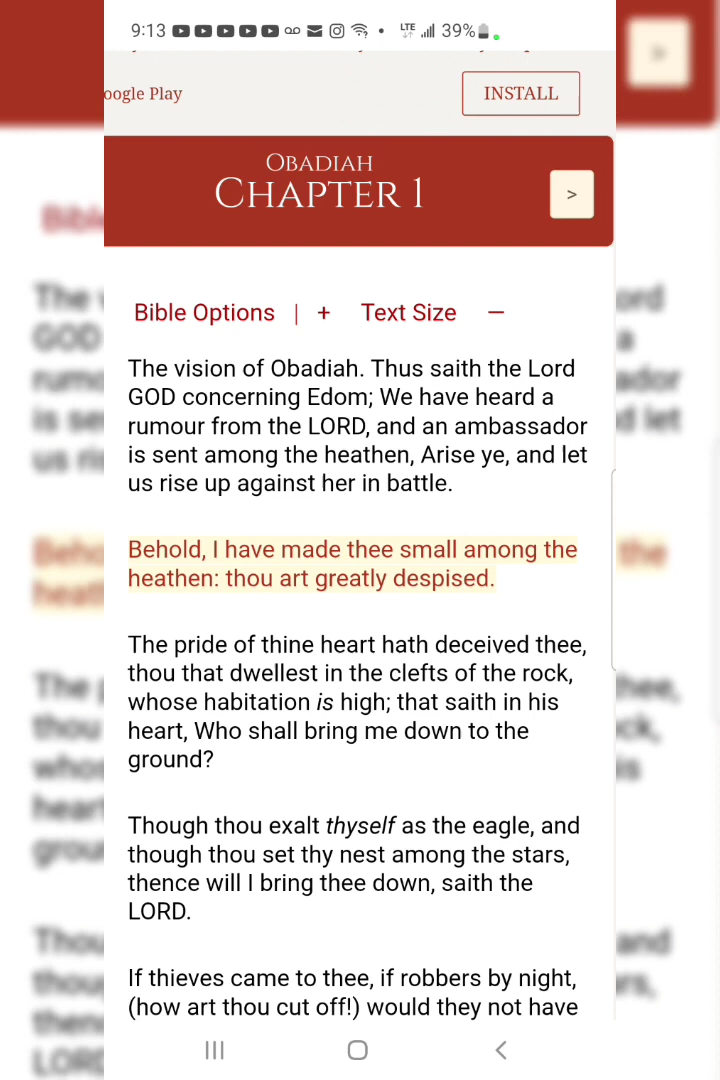 9:13 LTE 39%
oogle Play
INSTALL
OBADIAH
CHAPTER 1
>
Bible Options | + Text Size −
The vision of Obadiah. Thus saith the Lord
GOD concerning Edom; We have heard a
rumour from the LORD, and an ambassador
is sent among the heathen, Arise ye, and let
us rise up against her in battle.
Behold, I have made thee small among the
heathen: thou art greatly despised.
The pride of thine heart hath deceived thee,
thou that dwellest in the clefts of the rock,
whose habitation is high; that saith in his
heart, Who shall bring me down to the
ground?
Though thou exalt thyself as the eagle, and
though thou set thy nest among the stars,
thence will I bring thee down, saith the
LORD.
If thieves came to thee, if robbers by night,
(how art thou cut off!) would they not have